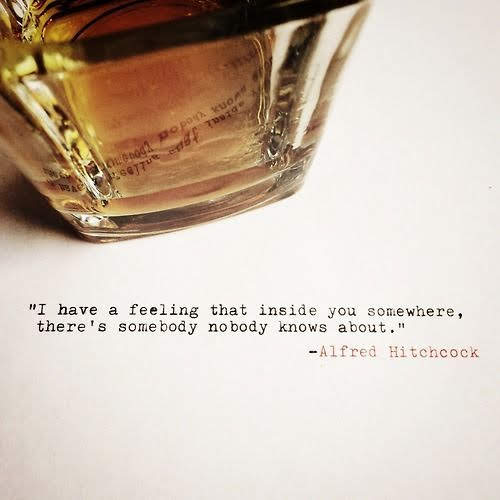 "I have a feeling that inside you somewhere,
there's somebody nobody knows about."
-Alfred Hitchcock